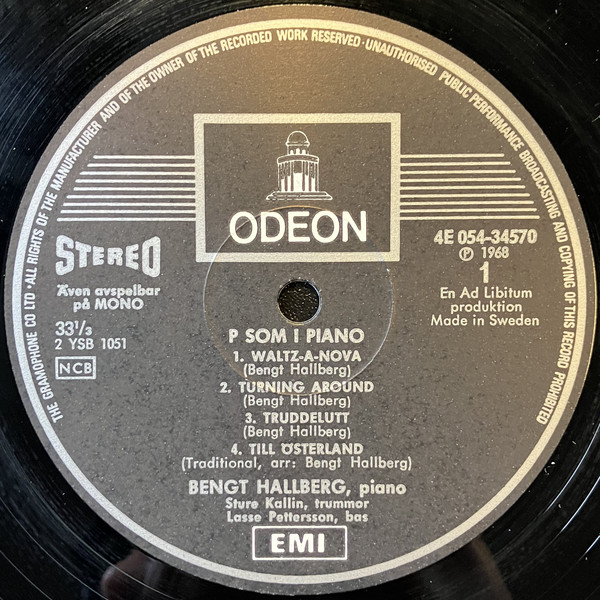 THE GRAMOPHONE CO LTD · ALL RIGHTS OF THE MANUFACTURER AND OF THE OWNER OF THE RECORDED WORK RESERVED · UNAUTHORISED PUBLIC PERFORMANCE BROADCASTING AND COPYING OF THIS RECORD PROHIBITED
ODEON
STEREO
Även avspelbar
på MONO
33⅓
2 YSB 1051
NCB
4E 054-34570
Ⓟ 1968
1
En Ad Libitum
produktion
Made in Sweden
P SOM I PIANO
1. WALTZ-A-NOVA
(Bengt Hallberg)
2. TURNING AROUND
(Bengt Hallberg)
3. TRUDDELUTT
(Bengt Hallberg)
4. TILL ÖSTERLAND
(Traditional, arr: Bengt Hallberg)
BENGT HALLBERG, piano
Sture Kallin, trummor
Lasse Pettersson, bas
EMI